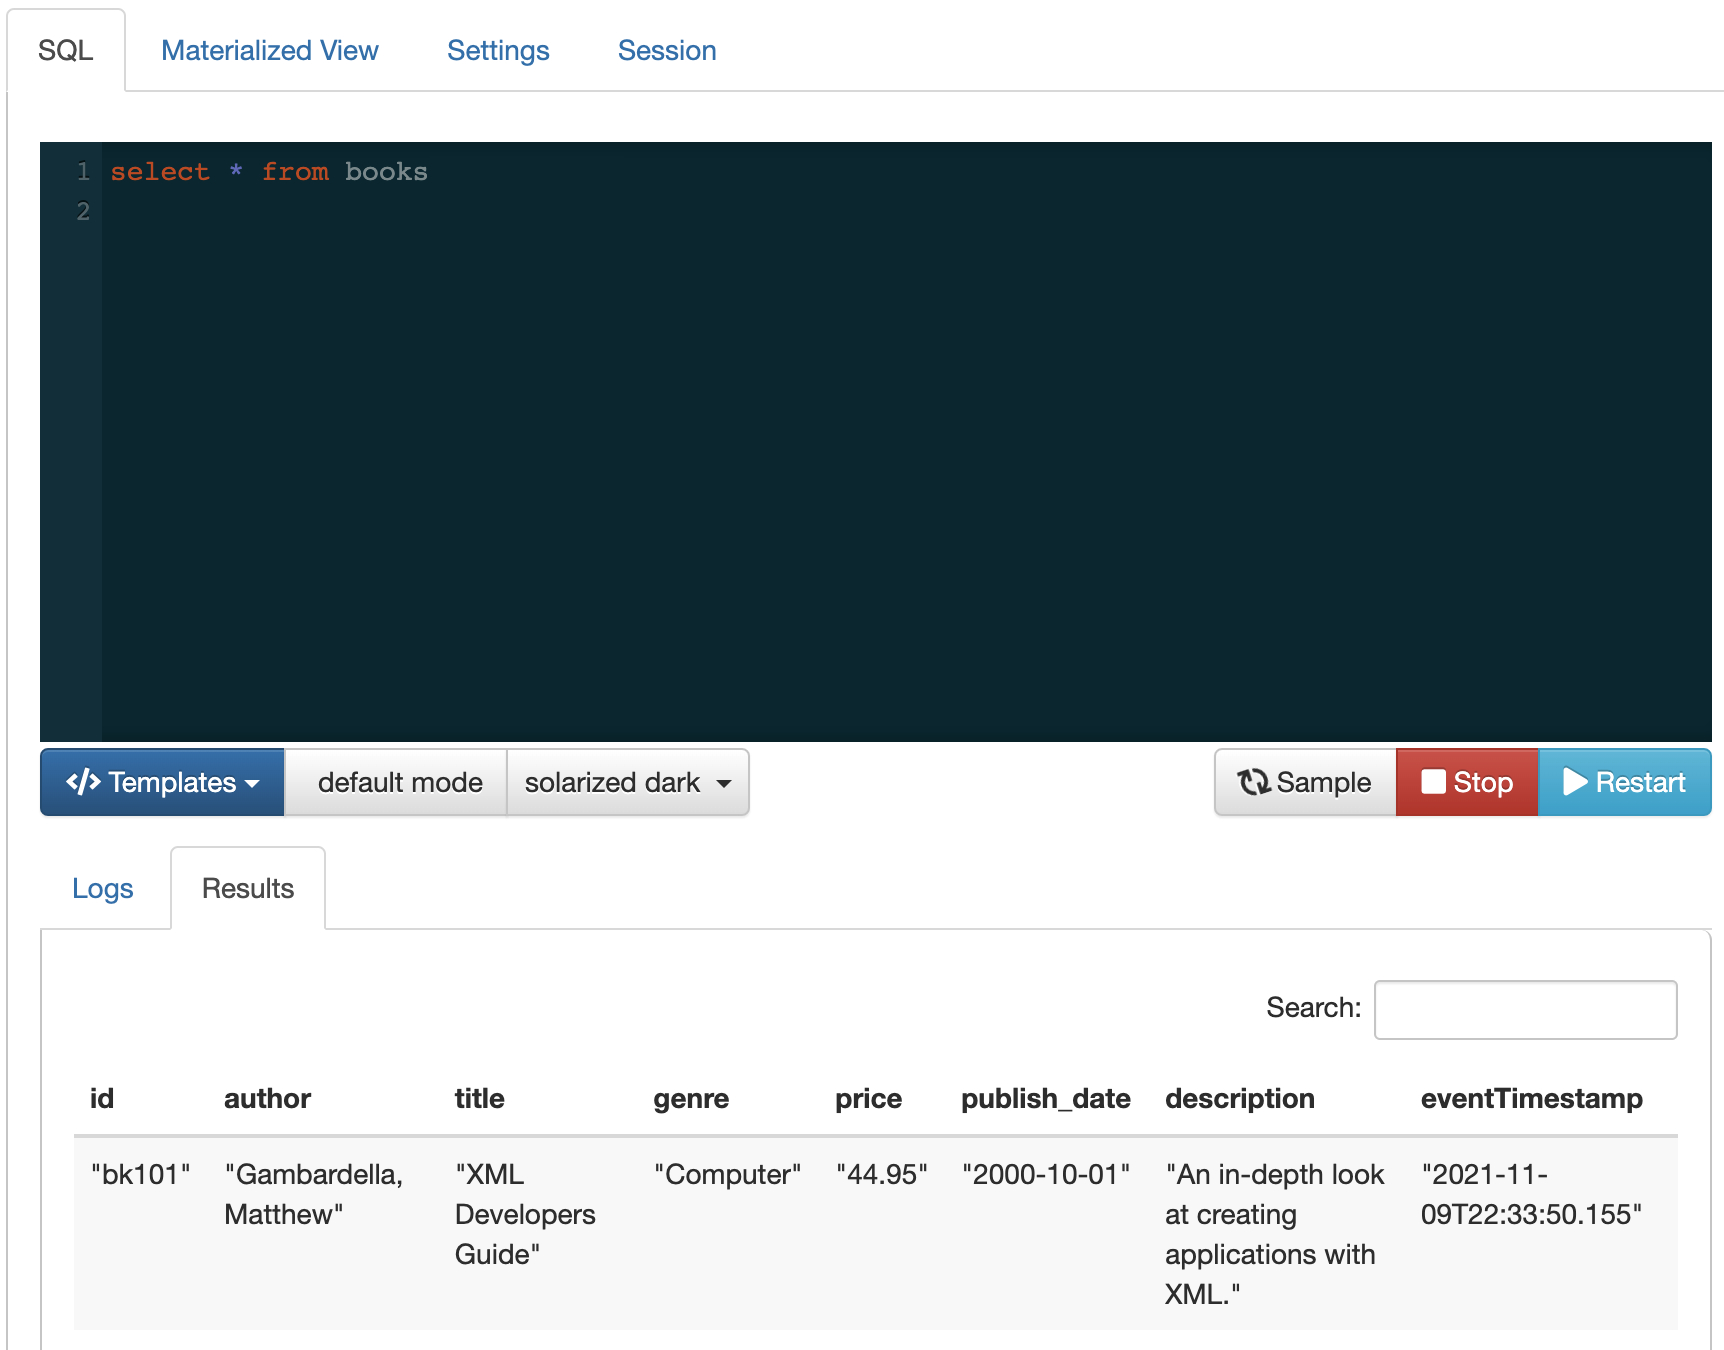 SQL Materialized View Settings Session
1 select * from books
2
</> Templates default mode solarized dark Sample Stop Restart
Logs Results
Search:
id author title genre price publish_date description eventTimestamp
"bk101" "Gambardella, "XML "Computer" "44.95" "2000-10-01" "An in-depth look "2021-11-
Matthew" Developers at creating 09T22:33:50.155"
Guide" applications with
XML."